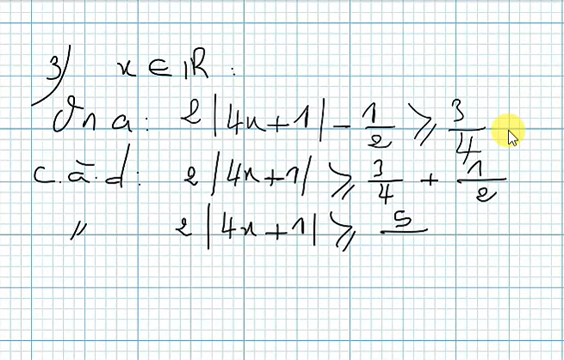 3) x ∈ ℝ :
On a : 2 |4x+1| - 1/2 ⩾ 3/4
c.à.d : 2 |4x+1| ⩾ 3/4 + 1/2
〃 2 |4x+1| ⩾ 5